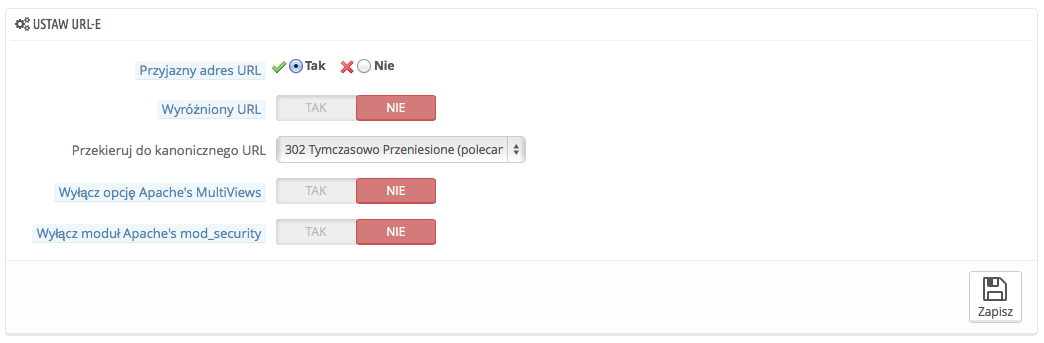 USTAW URL-E
Przyjazny adres URL Tak Nie
Wyróżniony URL TAK NIE
Przekieruj do kanonicznego URL 302 Tymczasowo Przeniesione (polecar
Wyłącz opcję Apache's MultiViews TAK NIE
Wyłącz moduł Apache's mod_security TAK NIE
Zapisz